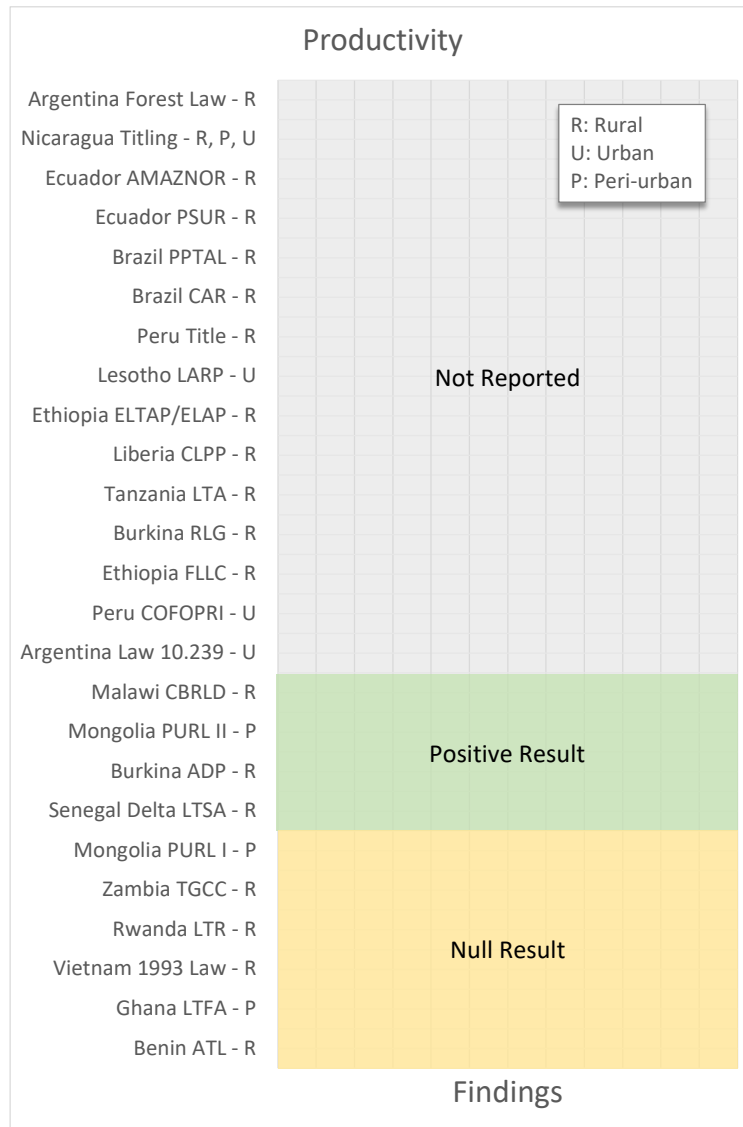 Productivity
Argentina Forest Law - R
Nicaragua Titling - R, P, U
Ecuador AMAZNOR - R
Ecuador PSUR - R
Brazil PPTAL - R
Brazil CAR - R
Peru Title - R
Lesotho LARP - U
Ethiopia ELTAP/ELAP - R
Liberia CLPP - R
Tanzania LTA - R
Burkina RLG - R
Ethiopia FLLC - R
Peru COFOPRI - U
Argentina Law 10.239 - U
Malawi CBRLD - R
Mongolia PURL II - P
Burkina ADP - R
Senegal Delta LTSA - R
Mongolia PURL I - P
Zambia TGCC - R
Rwanda LTR - R
Vietnam 1993 Law - R
Ghana LTFA - P
Benin ATL - R
R: Rural
U: Urban
P: Peri-urban
Not Reported
Positive Result
Null Result
Findings